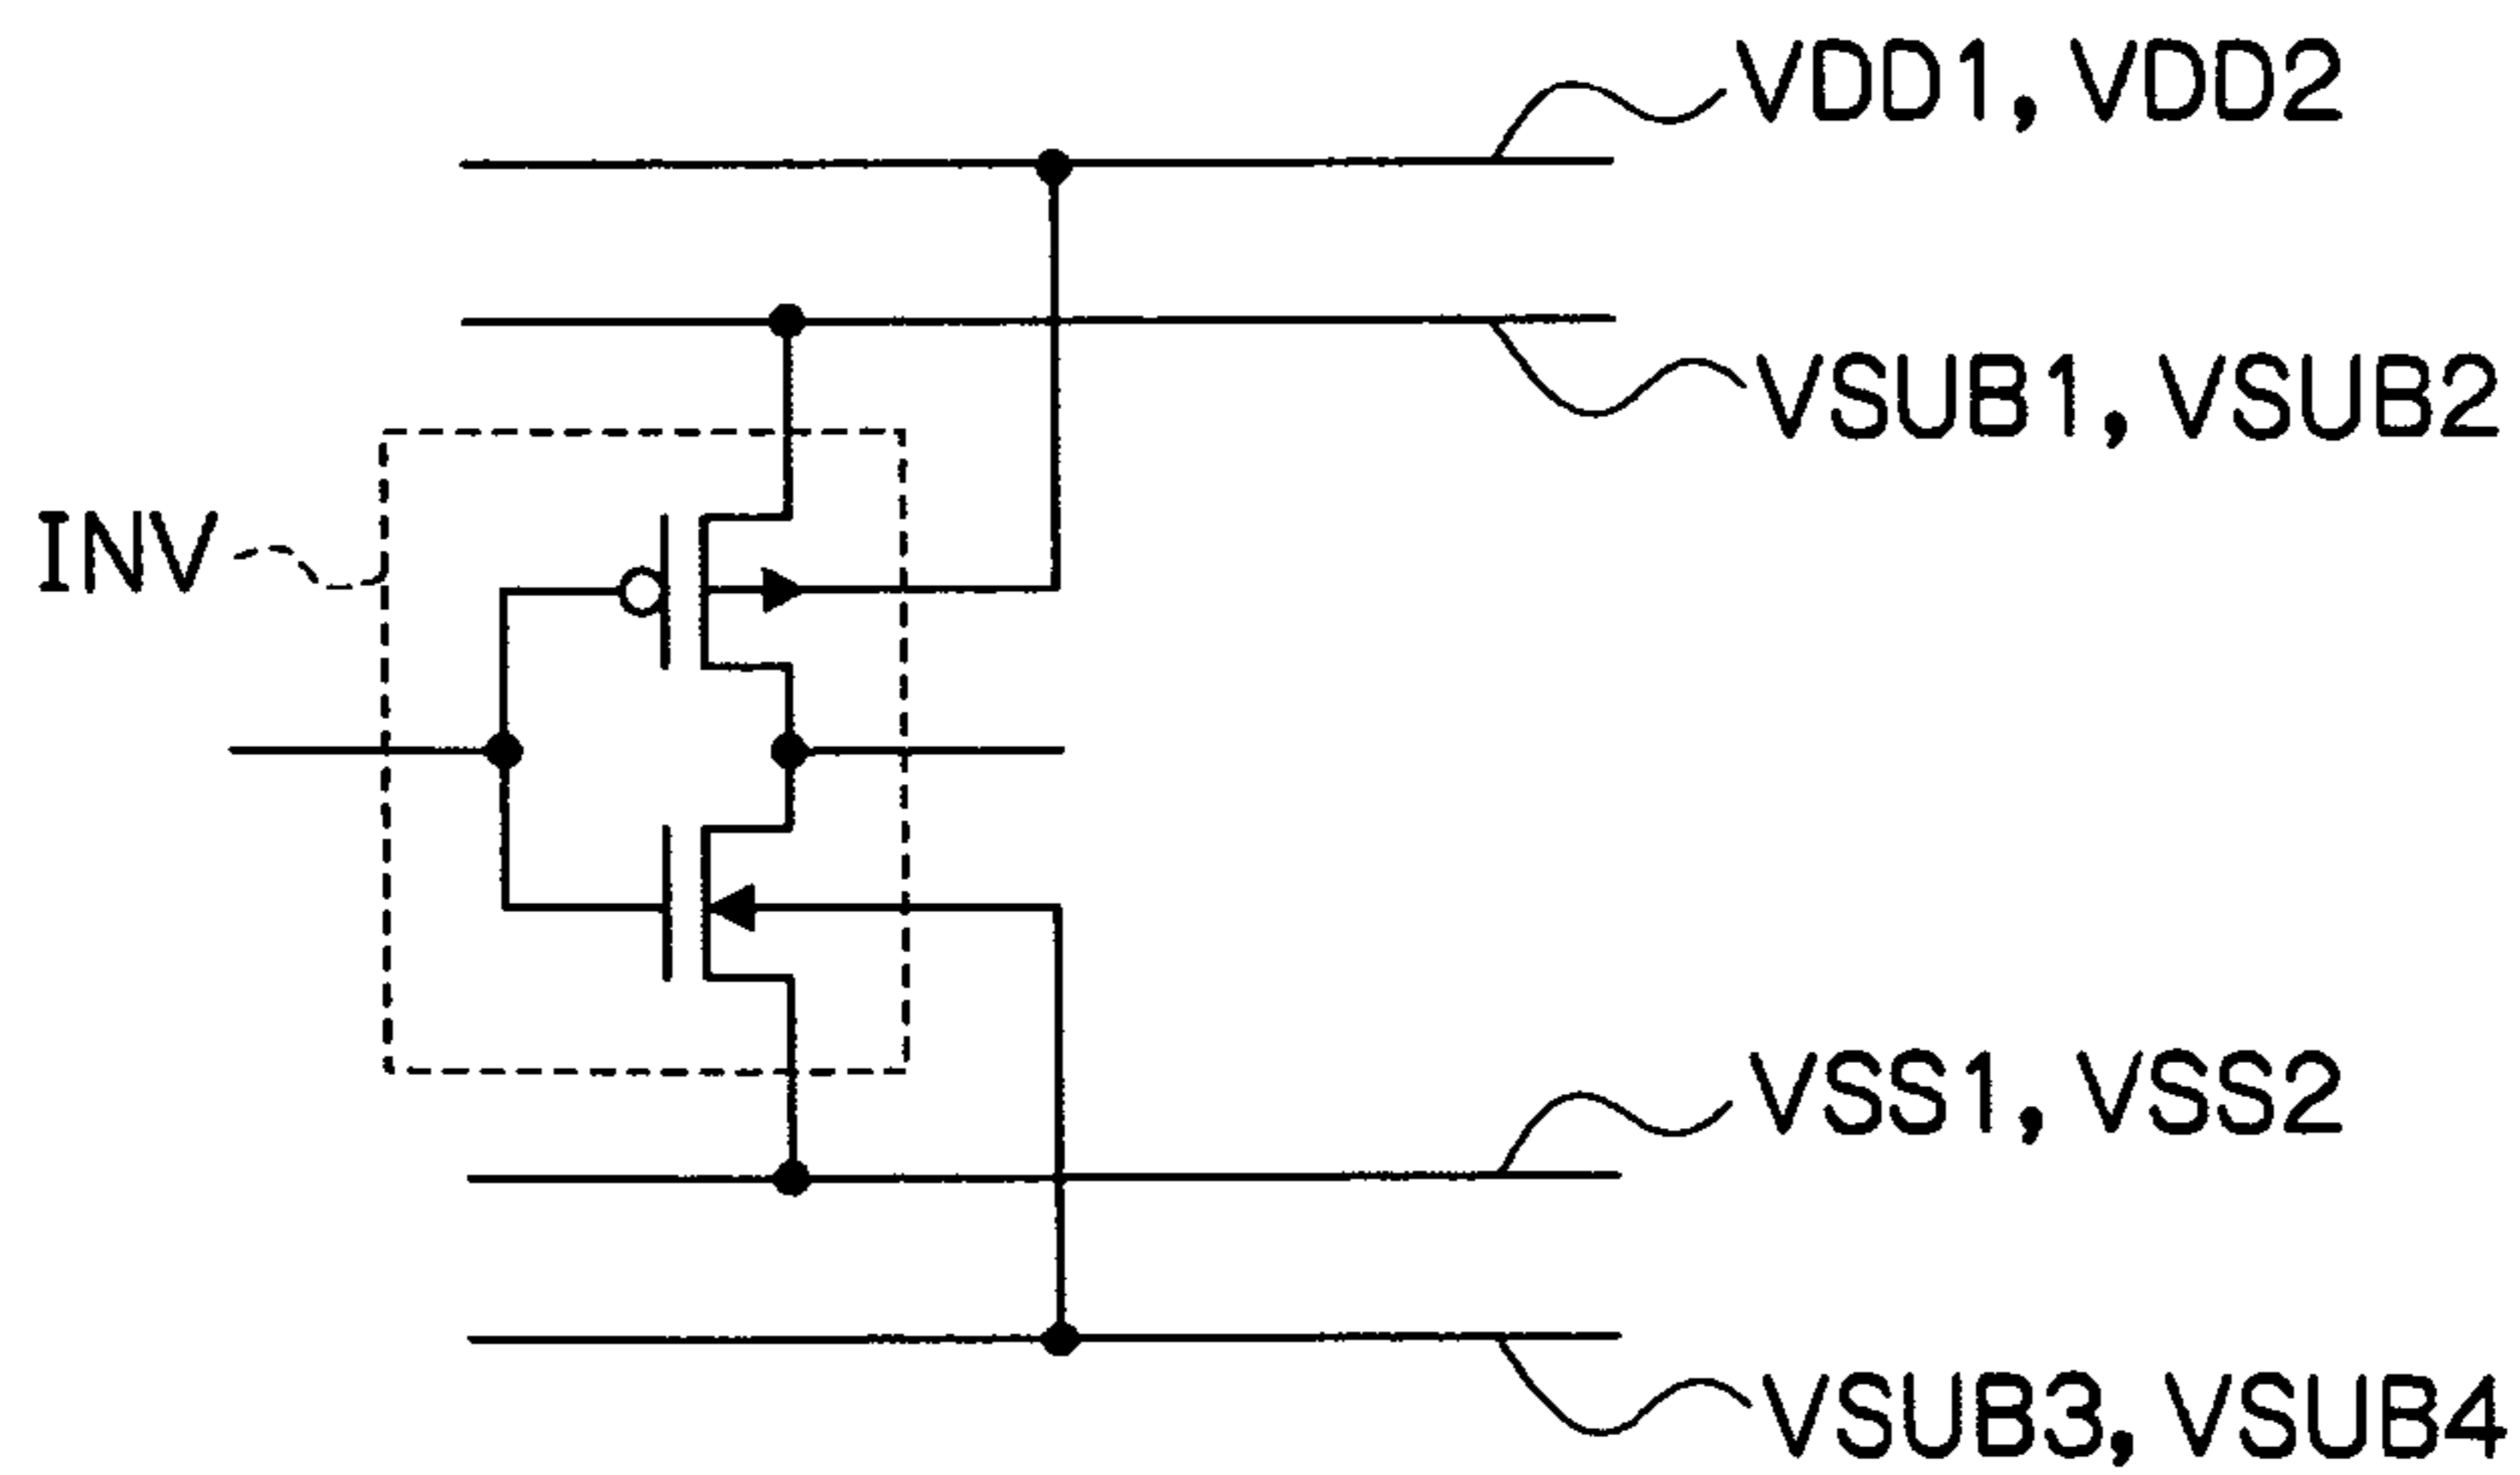 VDD1, VDD2
VSUB1, VSUB2
INV
VSS1, VSS2
VSUB3, VSUB4